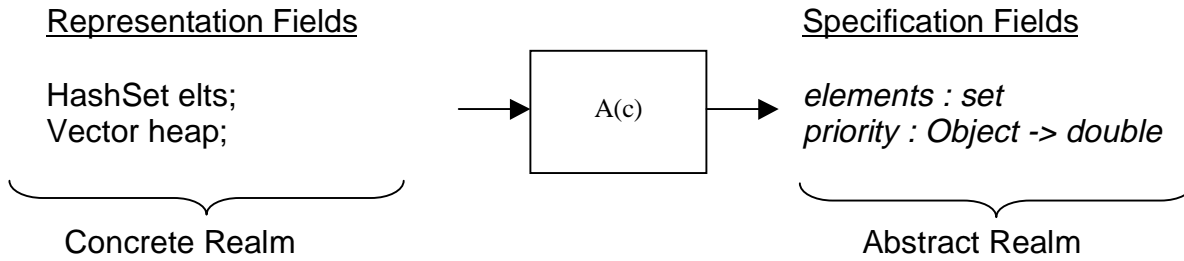 Representation Fields
HashSet elts;
Vector heap;
Concrete Realm
A(c)
Specification Fields
elements : set
priority : Object -> double
Abstract Realm